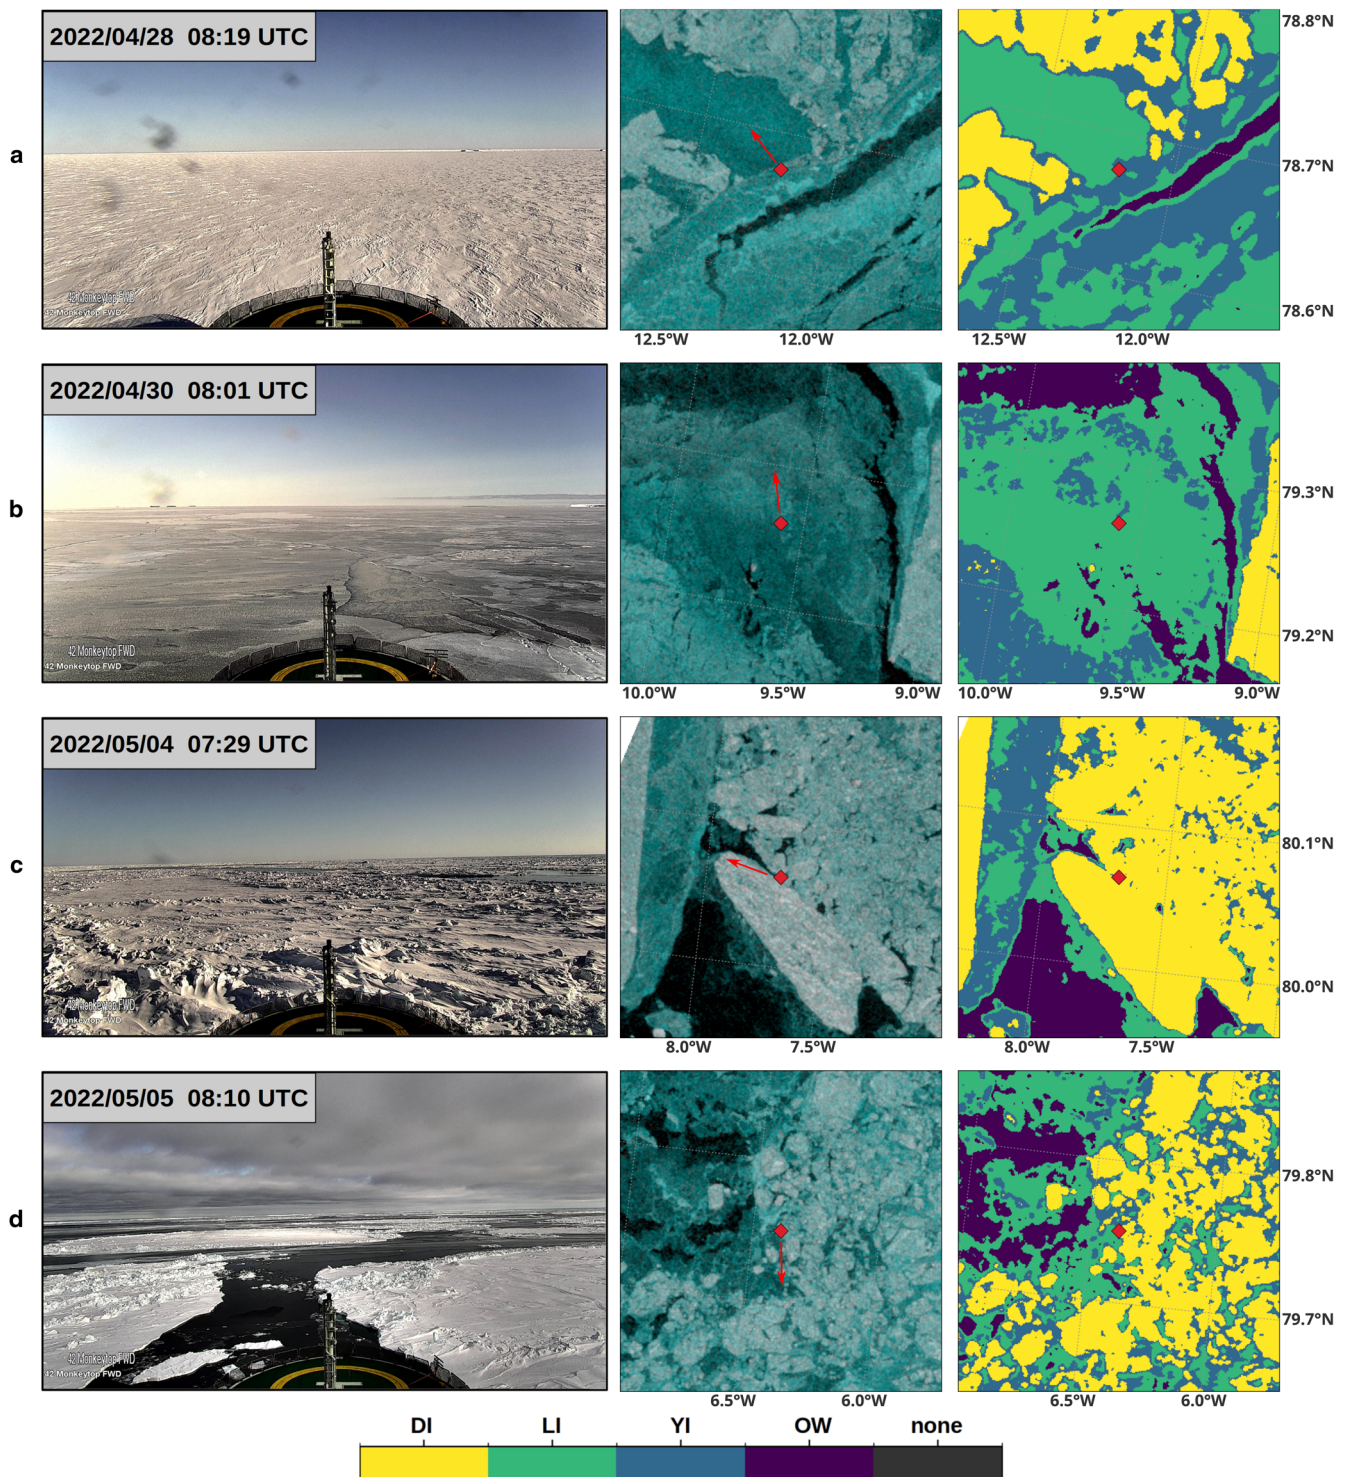 a
2022/04/28 08:19 UTC
42 Monkeytop FWD
42 Monkeytop FWD
12.5°W 12.0°W
12.5°W 12.0°W
78.8°N
78.7°N
78.6°N
b
2022/04/30 08:01 UTC
42 Monkeytop FWD
42 Monkeytop FWD
10.0°W 9.5°W 9.0°W
10.0°W 9.5°W 9.0°W
79.3°N
79.2°N
c
2022/05/04 07:29 UTC
42 Monkeytop FWD
42 Monkeytop FWD
8.0°W 7.5°W
8.0°W 7.5°W
80.1°N
80.0°N
d
2022/05/05 08:10 UTC
42 Monkeytop FWD
42 Monkeytop FWD
6.5°W 6.0°W
6.5°W 6.0°W
79.8°N
79.7°N
DI LI YI OW none